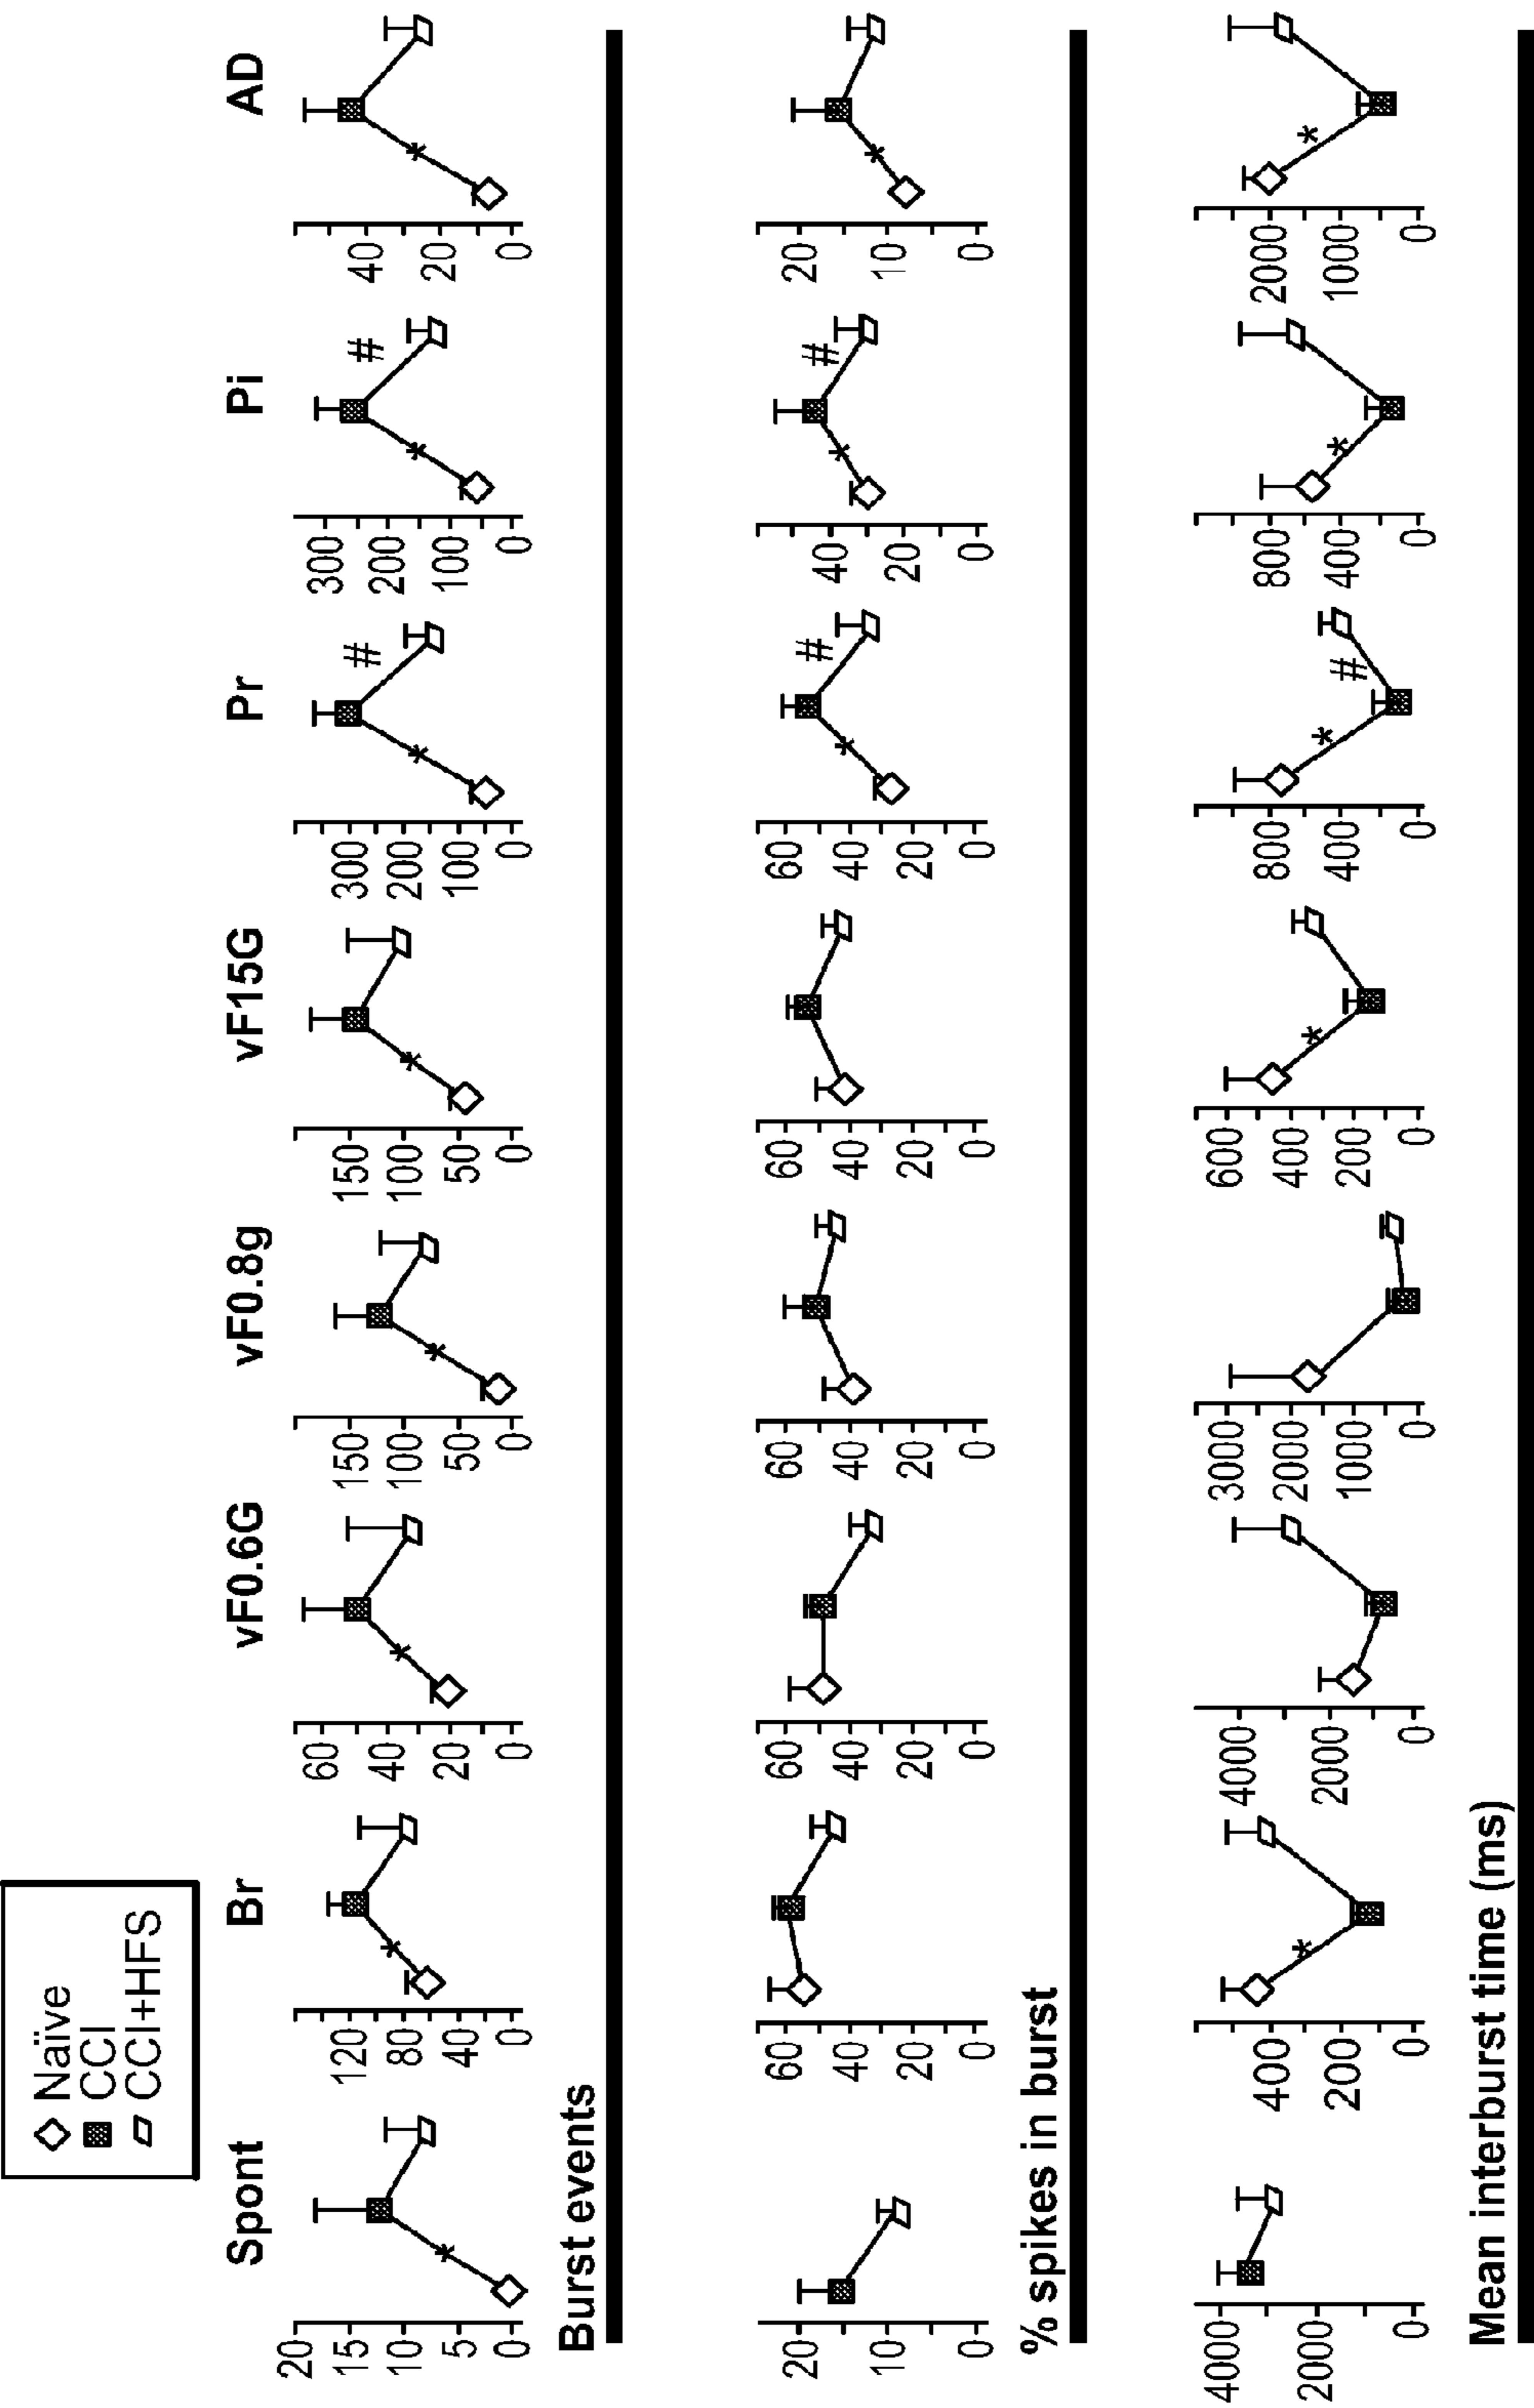 Naïve
CCI
CCI+HFS
Spont Br vF0.6G vF0.8g vF15G Pr Pi AD
20 15 10 5 0
120 80 40 0
60 40 20 0
150 100 50 0
150 100 50 0
300 200 100 0
300 200 100 0
40 20 0
* * * * * * # * # *
Burst events
20 10 0
60 40 20 0
60 40 20 0
60 40 20 0
60 40 20 0
60 40 20 0
40 20 0
20 10 0
* # * # *
% spikes in burst
4000 2000 0
400 200 0
4000 2000 0
3000 2000 1000 0
600 400 200 0
800 400 0
800 400 0
2000 1000 0
* * * # * *
Mean interburst time (ms)